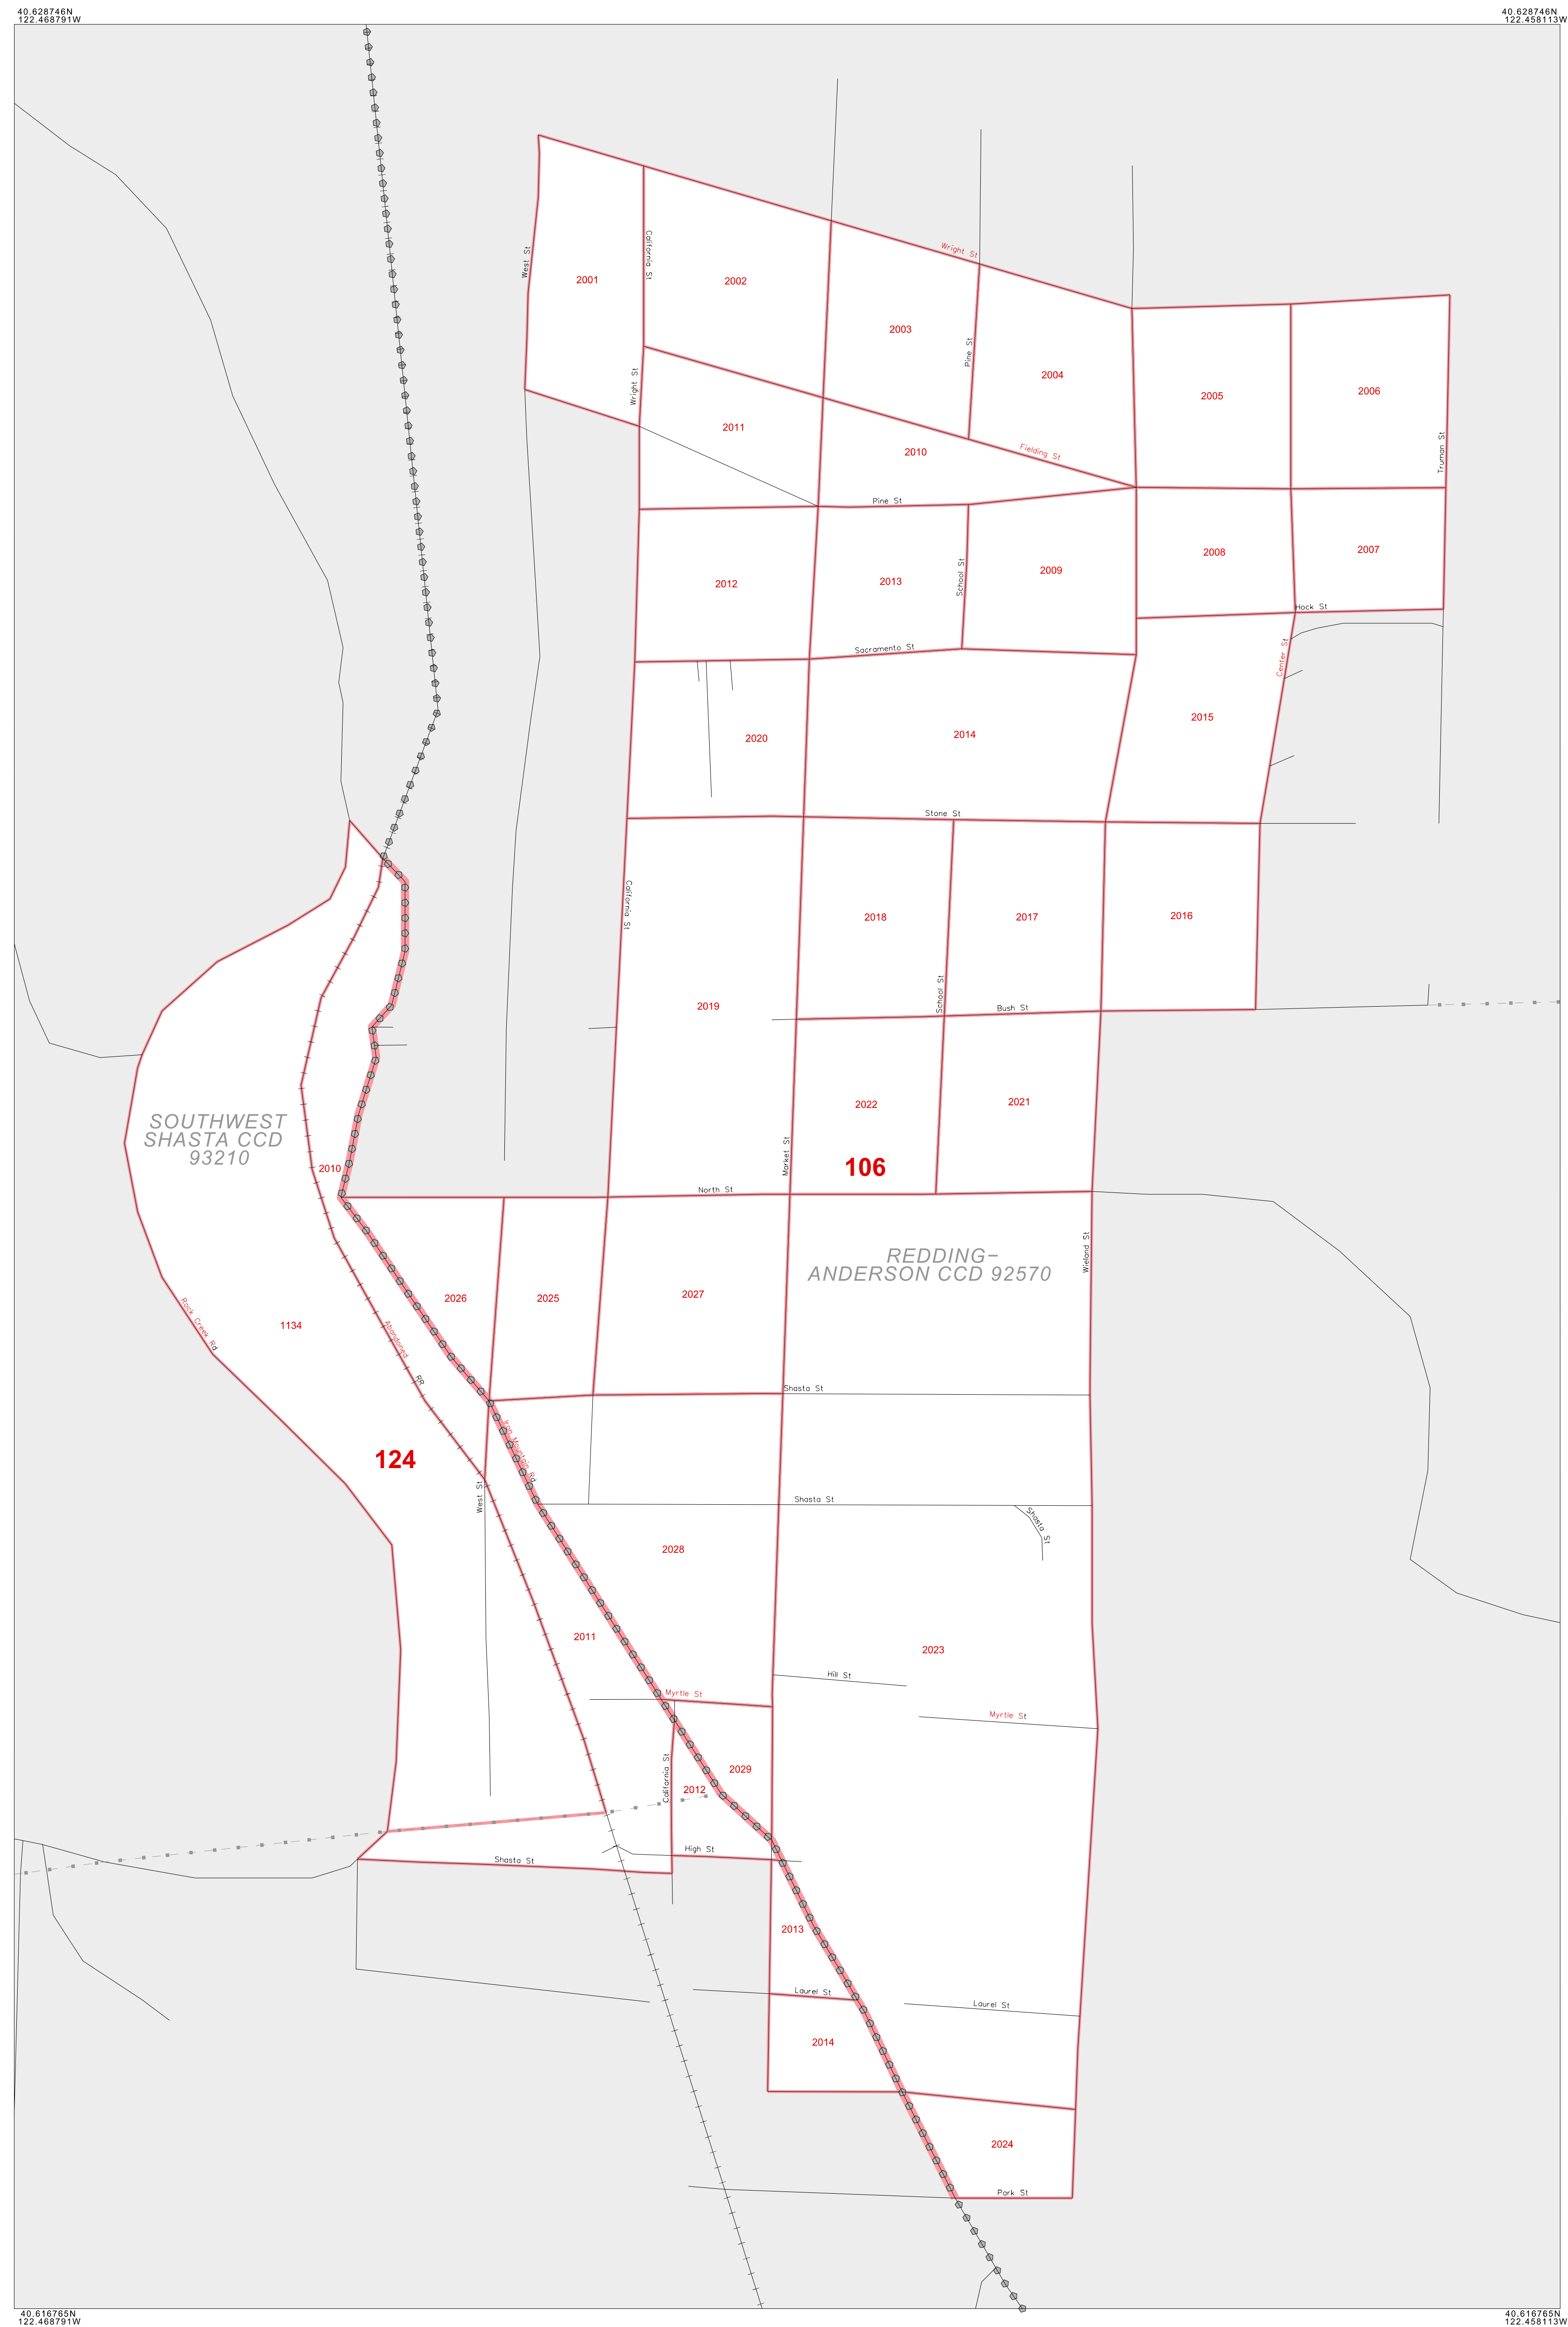 40.628746N
122.468791W
40.628746N
122.458113W
Wright St
California St
West St
2001
2002
2003
Pine St
2004
Wright St
2005
2006
2011
2010
Fielding St
Truman St
Pine St
2012
2013
School St
2009
2008
2007
Hock St
Sacramento St
Center St
2020
2014
2015
Stone St
California St
2018
2017
2016
School St
Bush St
2019
SOUTHWEST
SHASTA CCD
93210
2022
2021
Market St
106
2010
North St
Wieland St
REDDING-
ANDERSON CCD 92570
2026
2025
2027
Rock Creek Rd
1134
Abandoned
RR
Shasta St
Iron Mountain Rd
124
West St
Shasta St
Shasta St
2028
2011
2023
Hill St
Myrtle St
Myrtle St
California St
2029
2012
High St
Shasta St
2013
Laurel St
Laurel St
2014
2024
Park St
40.616765N
122.468791W
40.616765N
122.458113W